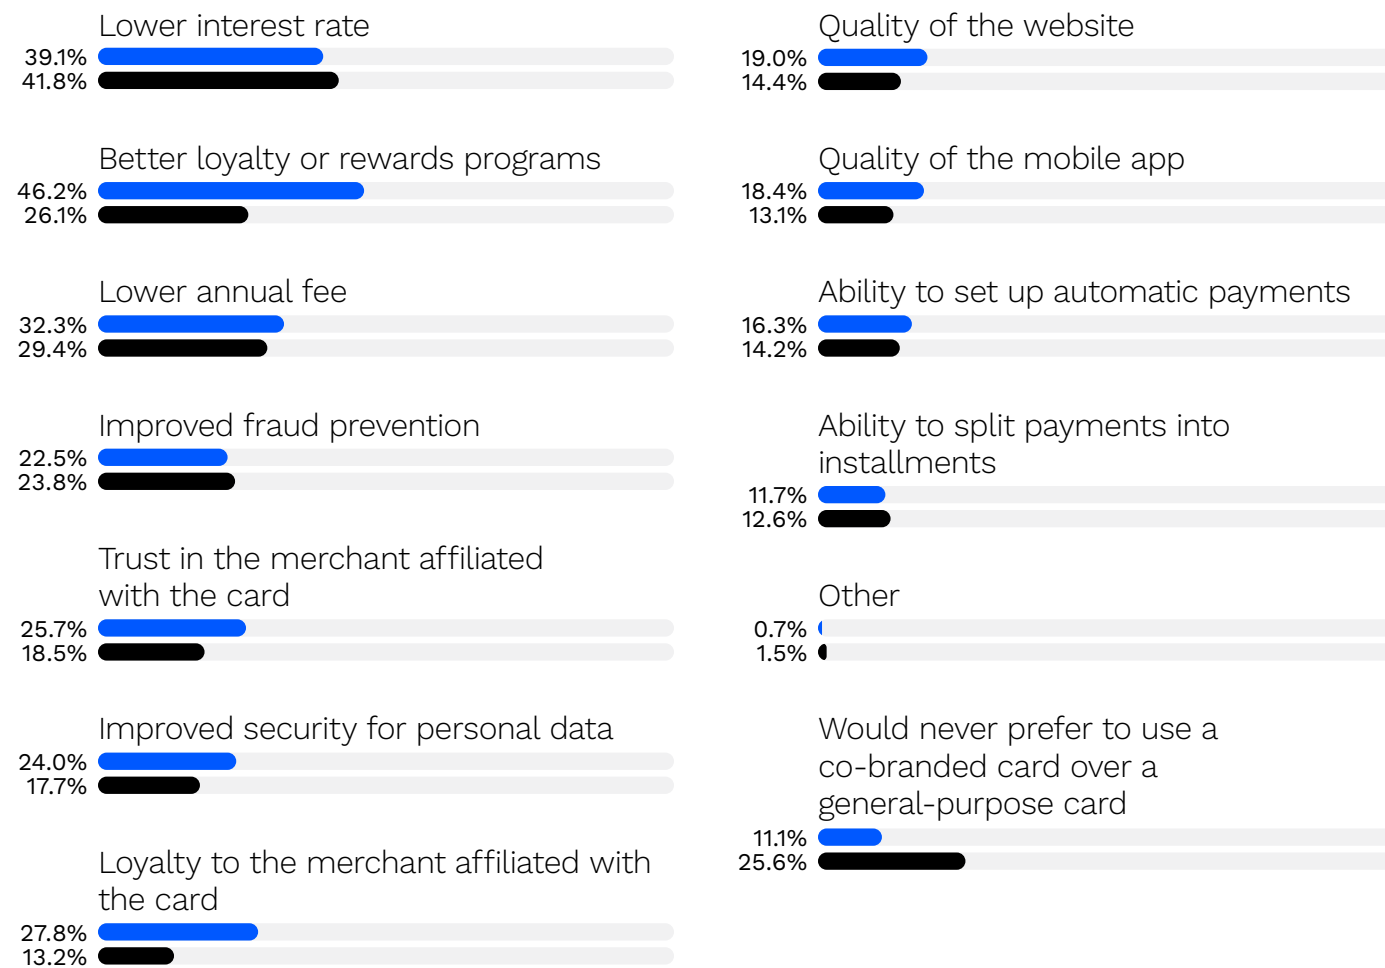 Lower interest rate
39.1%
41.8%
Better loyalty or rewards programs
46.2%
26.1%
Lower annual fee
32.3%
29.4%
Improved fraud prevention
22.5%
23.8%
Trust in the merchant affiliated
with the card
25.7%
18.5%
Improved security for personal data
24.0%
17.7%
Loyalty to the merchant affiliated with
the card
27.8%
13.2%
Quality of the website
19.0%
14.4%
Quality of the mobile app
18.4%
13.1%
Ability to set up automatic payments
16.3%
14.2%
Ability to split payments into
installments
11.7%
12.6%
Other
0.7%
1.5%
Would never prefer to use a
co-branded card over a
general-purpose card
11.1%
25.6%